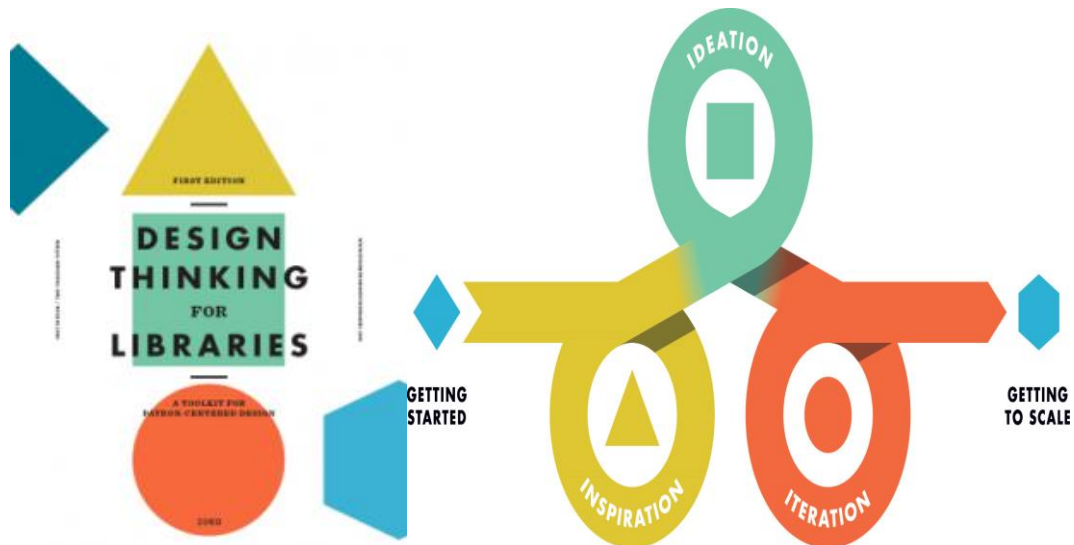 FIRST EDITION
DESIGN
THINKING
FOR
LIBRARIES
A TOOLKIT FOR
PATRON-CENTERED DESIGN
IDEATION
GETTING
STARTED
INSPIRATION
ITERATION
GETTING
TO SCALE